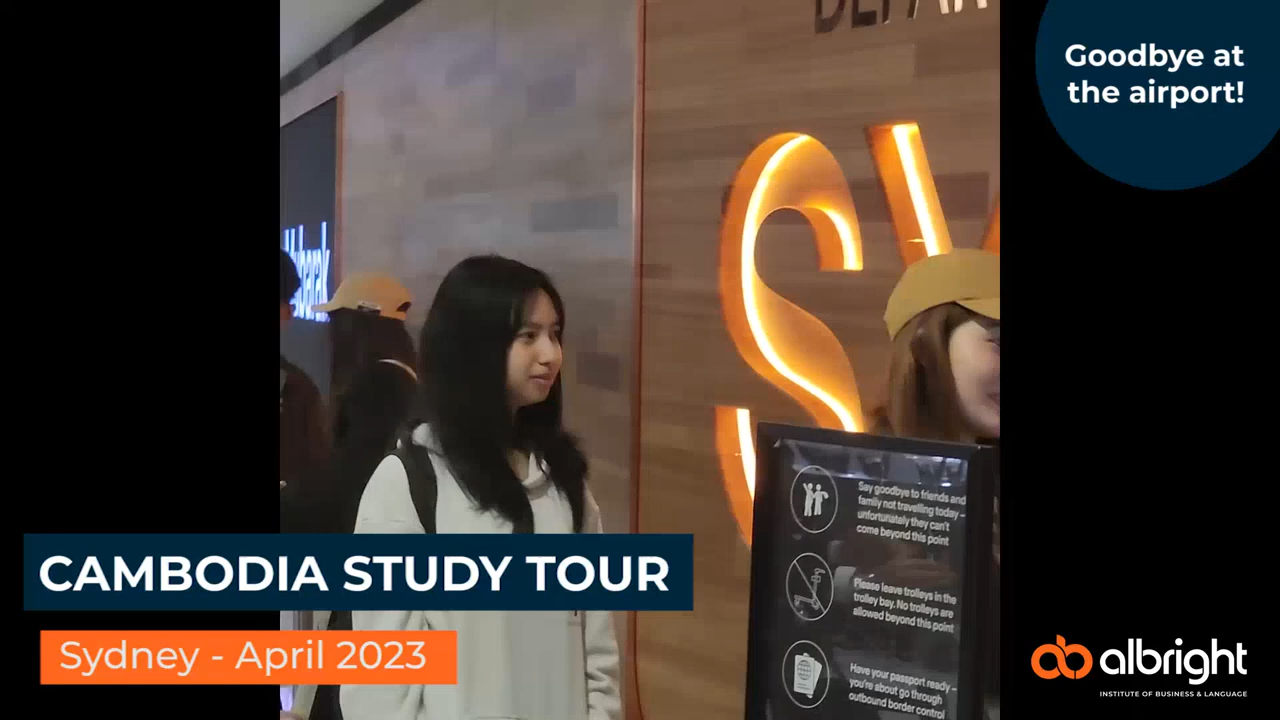 Goodbye at
the airport!
SY
Say goodbye to friends and
family not travelling today –
unfortunately they can't
come beyond this point
Please leave trolleys in the
trolley bay. No trolleys are
allowed beyond this point
Have your passport ready –
you're about go through
outbound border control
CAMBODIA STUDY TOUR
Sydney - April 2023
albright
INSTITUTE OF BUSINESS & LANGUAGE